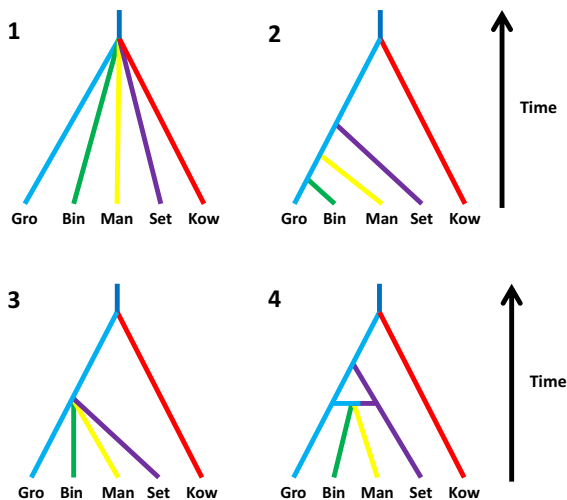 1
2
Time
Gro Bin Man Set Kow
Gro Bin Man Set Kow
3
4
Time
Gro Bin Man Set Kow
Gro Bin Man Set Kow